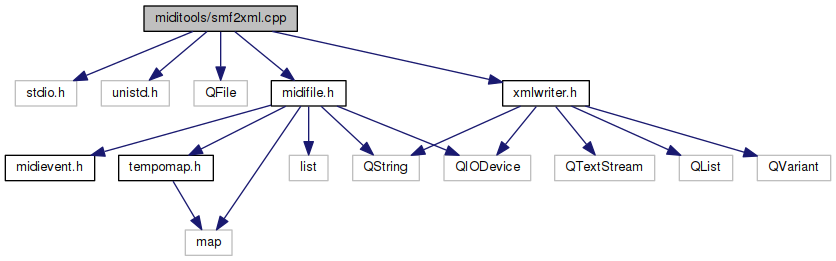 miditools/smf2xml.cpp
stdio.h
unistd.h
QFile
midifile.h
xmlwriter.h
midievent.h
tempomap.h
list
QString
QIODevice
QTextStream
QList
QVariant
map